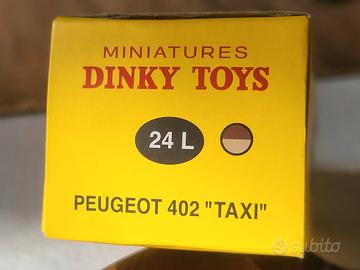 MINIATURES
DINKY TOYS
24 L
PEUGEOT 402 "TAXI"
subito